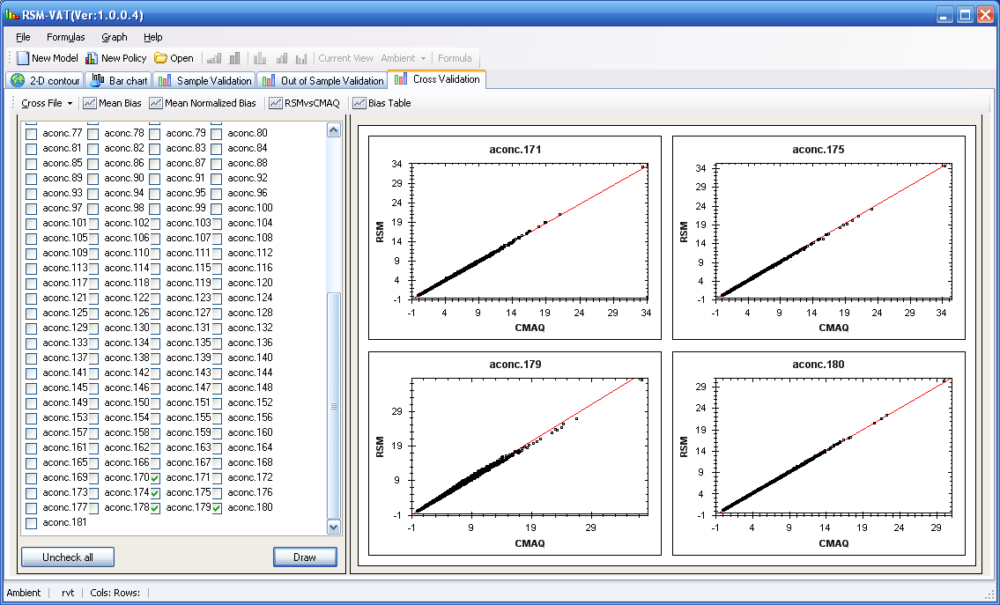 RSM-VAT(Ver:1.0.0.4)
File Formulas Graph Help
New Model New Policy Open Current View Ambient Formula
2-D contour Bar chart Sample Validation Out of Sample Validation Cross Validation
Cross File Mean Bias Mean Normalized Bias RSMvsCMAQ Bias Table
aconc.77 aconc.78 aconc.79 aconc.80
aconc.81 aconc.82 aconc.83 aconc.84
aconc.85 aconc.86 aconc.87 aconc.88
aconc.89 aconc.90 aconc.91 aconc.92
aconc.93 aconc.94 aconc.95 aconc.96
aconc.97 aconc.98 aconc.99 aconc.100
aconc.101 aconc.102 aconc.103 aconc.104
aconc.105 aconc.106 aconc.107 aconc.108
aconc.109 aconc.110 aconc.111 aconc.112
aconc.113 aconc.114 aconc.115 aconc.116
aconc.117 aconc.118 aconc.119 aconc.120
aconc.121 aconc.122 aconc.123 aconc.124
aconc.125 aconc.126 aconc.127 aconc.128
aconc.129 aconc.130 aconc.131 aconc.132
aconc.133 aconc.134 aconc.135 aconc.136
aconc.137 aconc.138 aconc.139 aconc.140
aconc.141 aconc.142 aconc.143 aconc.144
aconc.145 aconc.146 aconc.147 aconc.148
aconc.149 aconc.150 aconc.151 aconc.152
aconc.153 aconc.154 aconc.155 aconc.156
aconc.157 aconc.158 aconc.159 aconc.160
aconc.161 aconc.162 aconc.163 aconc.164
aconc.165 aconc.166 aconc.167 aconc.168
aconc.169 aconc.170 aconc.171 aconc.172
aconc.173 aconc.174 aconc.175 aconc.176
aconc.177 aconc.178 aconc.179 aconc.180
aconc.181
Uncheck all Draw
aconc.171
34
29
24
19
14
9
4
-1
RSM
-1 4 9 14 19 24 29 34
CMAQ
aconc.175
34
29
24
19
14
9
4
-1
RSM
-1 4 9 14 19 24 29 34
CMAQ
aconc.179
29
19
9
-1
RSM
-1 9 19 29
CMAQ
aconc.180
29
24
19
14
9
4
-1
RSM
-1 4 9 14 19 24 29
CMAQ
Ambient rvt Cols: Rows: